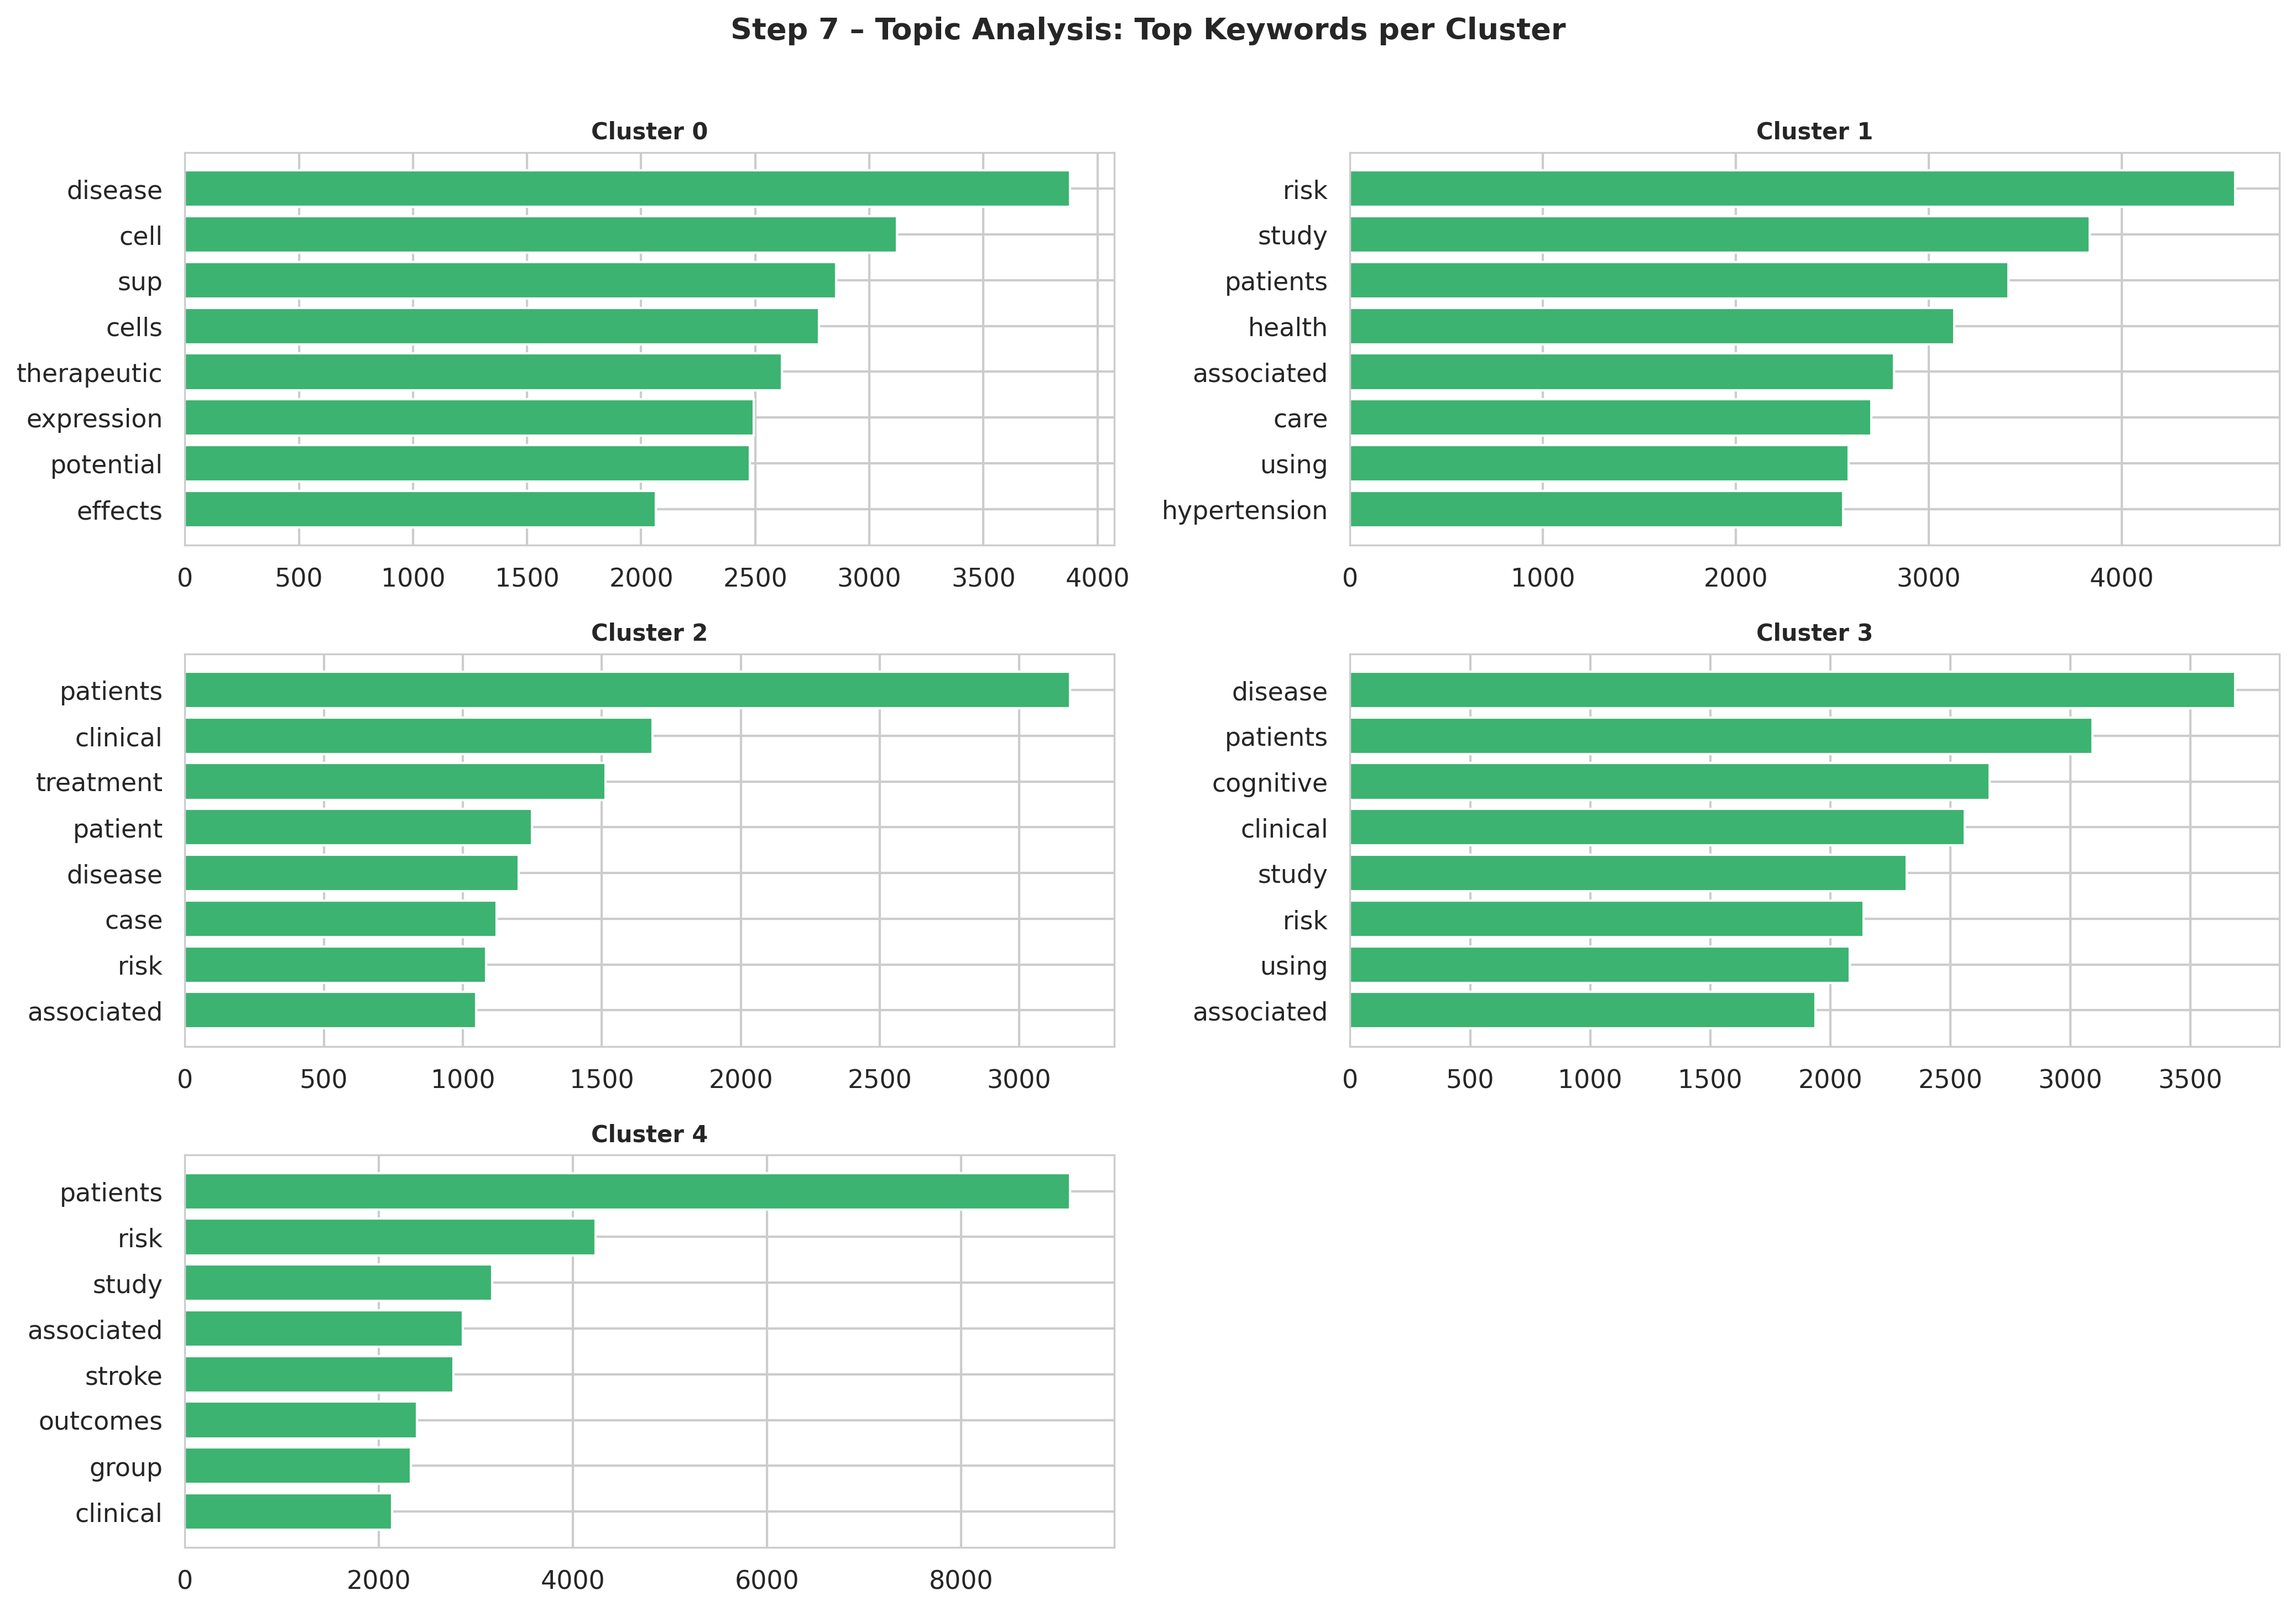 Step 7 – Topic Analysis: Top Keywords per Cluster
Cluster 0
disease
cell
sup
cells
therapeutic
expression
potential
effects
0 500 1000 1500 2000 2500 3000 3500 4000
Cluster 1
risk
study
patients
health
associated
care
using
hypertension
0 1000 2000 3000 4000
Cluster 2
patients
clinical
treatment
patient
disease
case
risk
associated
0 500 1000 1500 2000 2500 3000
Cluster 3
disease
patients
cognitive
clinical
study
risk
using
associated
0 500 1000 1500 2000 2500 3000 3500
Cluster 4
patients
risk
study
associated
stroke
outcomes
group
clinical
0 2000 4000 6000 8000